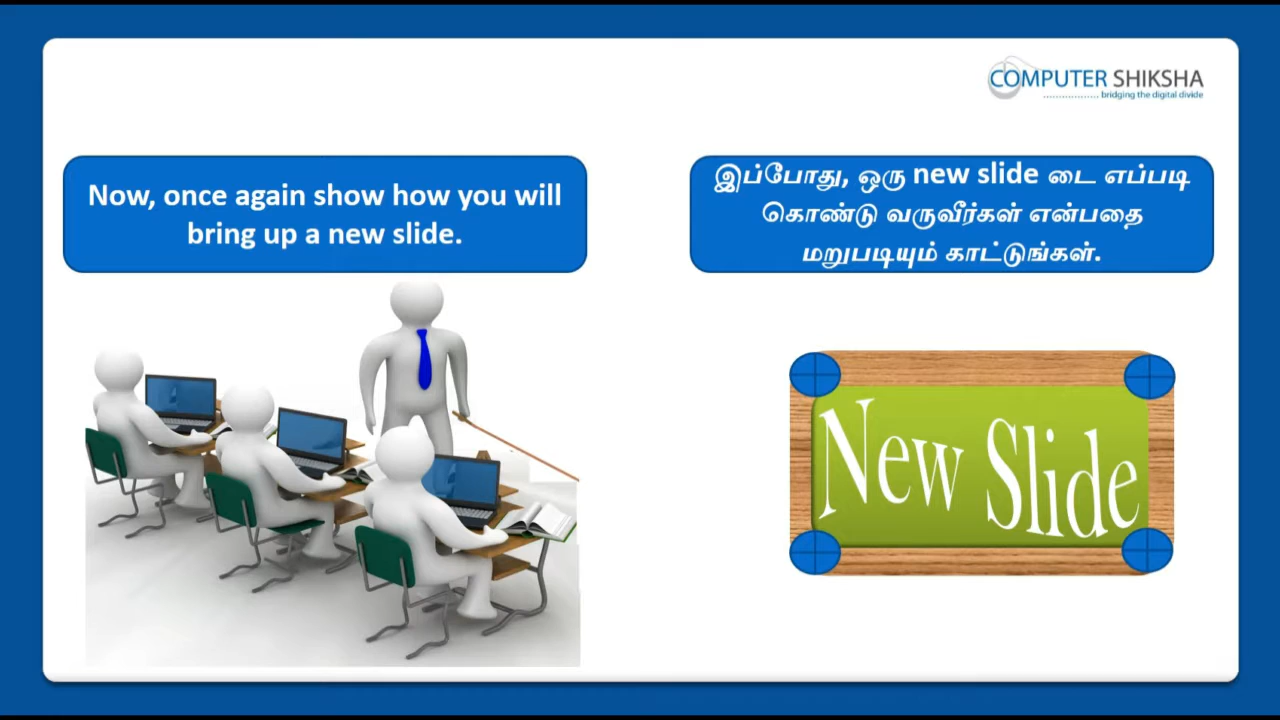 COMPUTER SHIKSHA
bridging the digital divide
Now, once again show how you will
bring up a new slide.
இப்போது, ஒரு new slide டை எப்படி
கொண்டு வருவீர்கள் என்பதை
மறுபடியும் காட்டுங்கள்.
New Slide